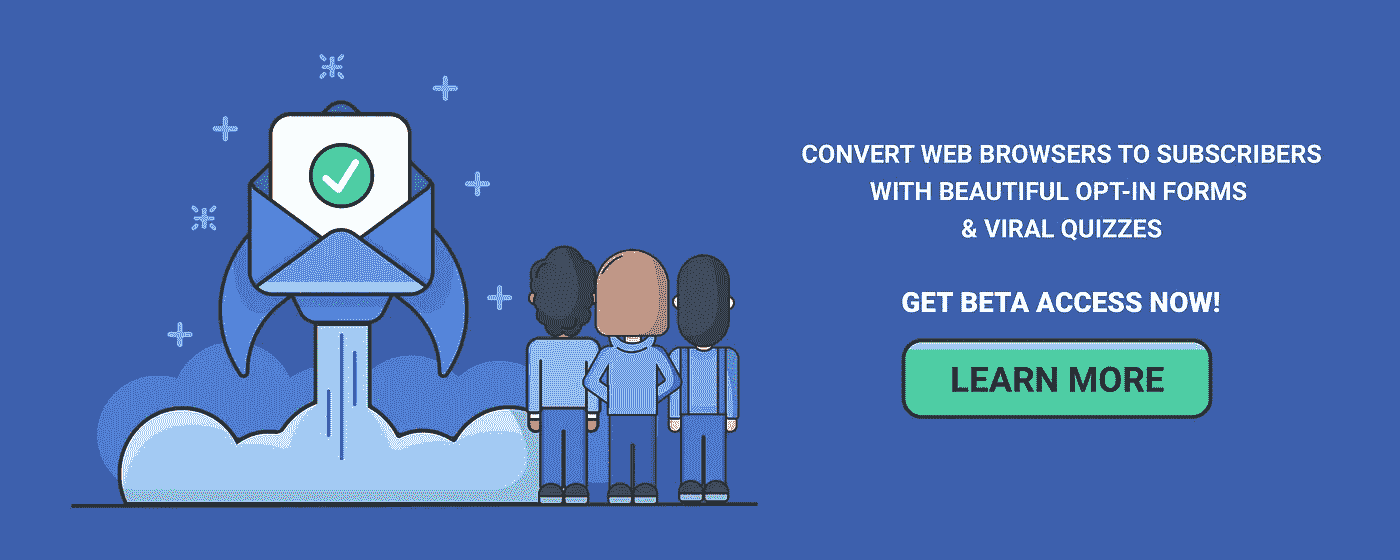 CONVERT WEB BROWSERS TO SUBSCRIBERS
WITH BEAUTIFUL OPT-IN FORMS
& VIRAL QUIZZES
GET BETA ACCESS NOW!
LEARN MORE